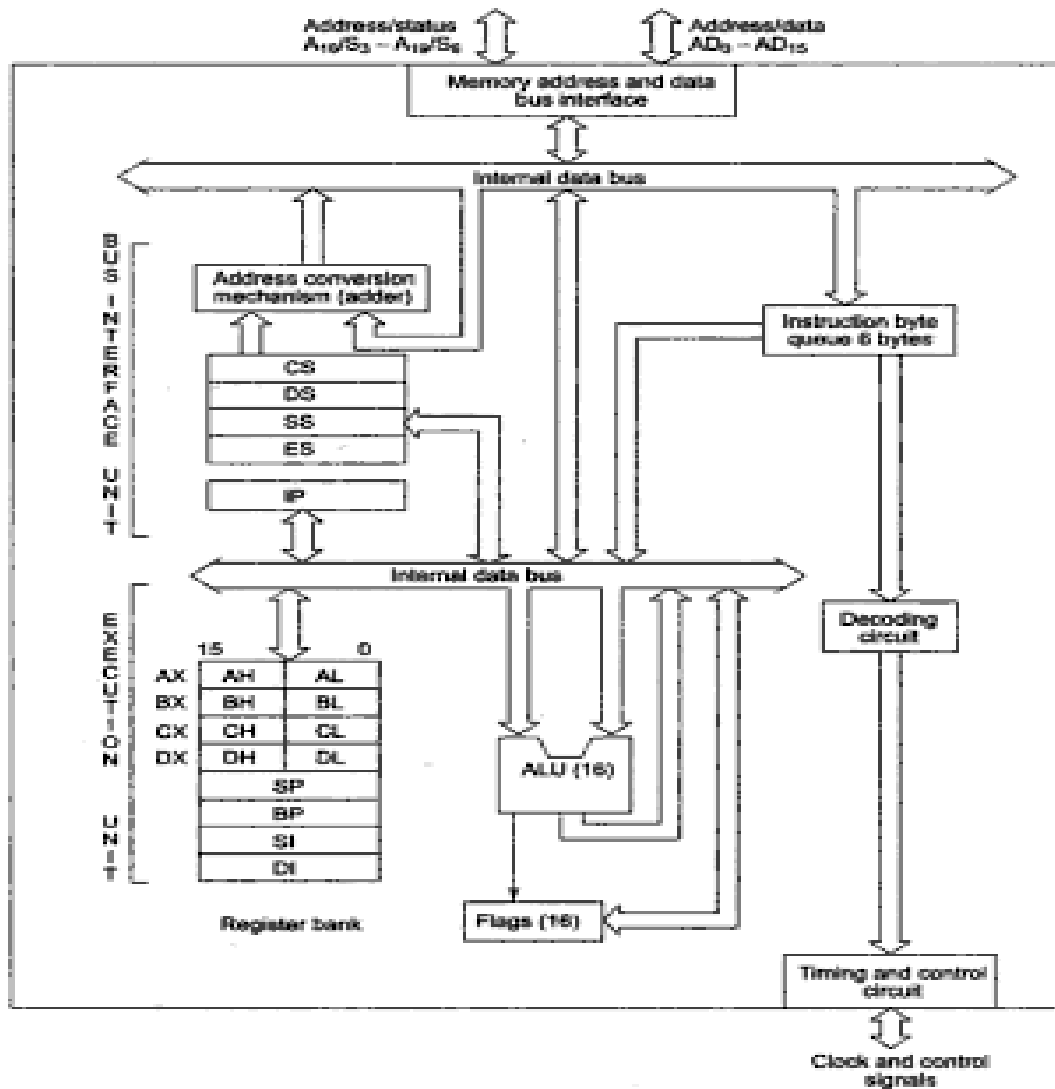 Address/status
A₁₆/S₃ – A₁₉/S₆
Address/data
AD₀ – AD₁₅
Memory address and data
bus interface
Internal data bus
BUS INTERFACE UNIT
Address conversion
mechanism (adder)
Instruction byte
queue 6 bytes
CS
DS
SS
ES
IP
Internal data bus
EXECUTION UNIT
Decoding
circuit
15 0
AX AH AL
BX BH BL
CX CH CL
DX DH DL
SP
BP
SI
DI
ALU (16)
Register bank
Flags (16)
Timing and control
circuit
Clock and control
signals